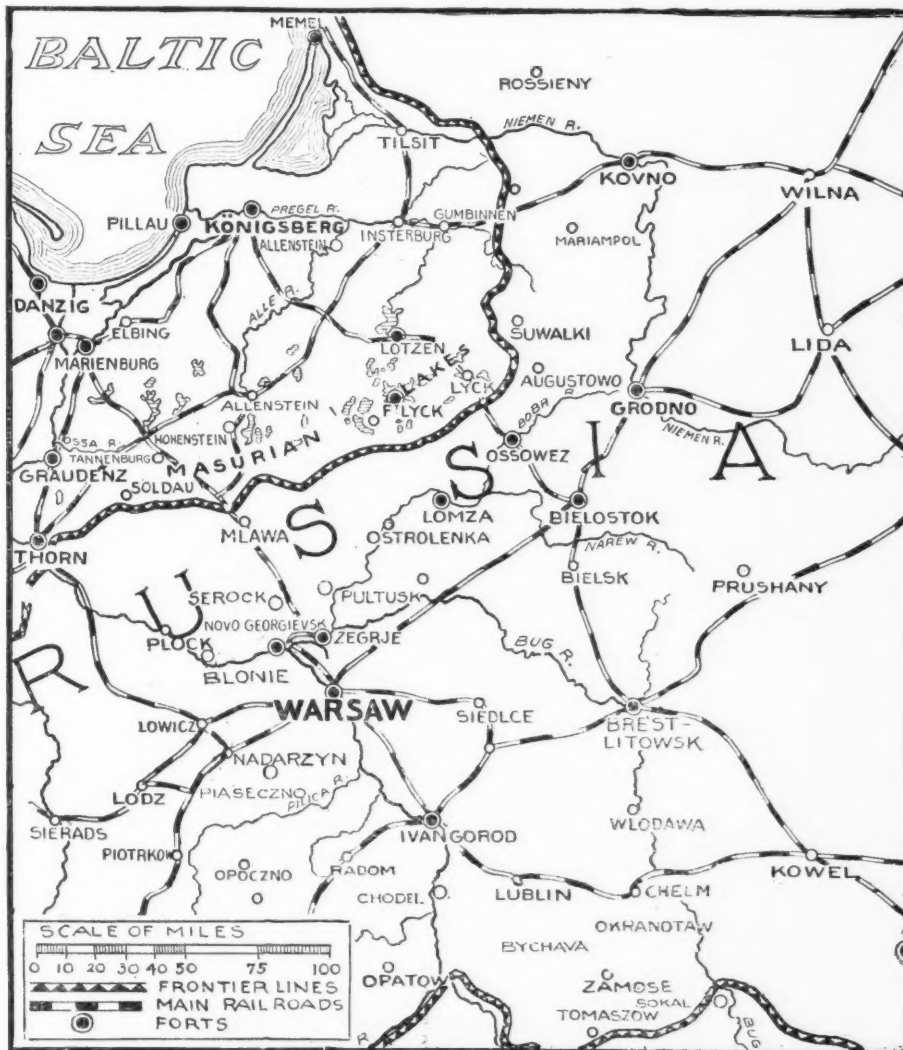 MEMEL
BALTIC
SEA
ROSSIENY
NIEMEN R.
TILSIT
KOVNO
WILNA
PILLAU
KÖNIGSBERG
PREGEL R.
GUMBINNEN
ALLENSTEIN
INSTERBURG
MARIAMPOL
DANZIG
ALLE R.
ELBING
SUWALKI
LIDA
LOTZEN
MARIENBURG
LAKES
LYCK
AUGUSTOWO
BOBR R.
ALLENSTEIN
F'LYCK
GRODNO
NIEMEN R.
OSSA R.
HOHENSTEIN
TANNENBURG
MASURIAN
OSSOWEZ
GRAUDENZ
SOLDAU
RUSSIA
LOMZA
BIELOSTOK
MLAWA
OSTROLENKA
THORN
NAREW R.
BIELSK
PRUSHANY
SEROCK
PULTUSK
NOVO GEORGIEVSK
ZEGRJE
PLOCK
BLONIE
BUG R.
WARSAW
SIEDLCE
BREST-
LITOWSK
LOWICZ
NADARZYN
LODZ
PIASECZNO
PILICA R.
SIERADS
IVANGOROD
WLODAWA
PIOTRKOW
OPOCZNO
RADOM
KOWEL
CHODEL
LUBLIN
CHELM
OKRANOTAW
BYCHAVA
OPATOW
ZAMOSE
SOKAL
TOMASZOW
BUG
R.
SCALE OF MILES
0 10 20 30 40 50 75 100
FRONTIER LINES
MAIN RAILROADS
FORTS